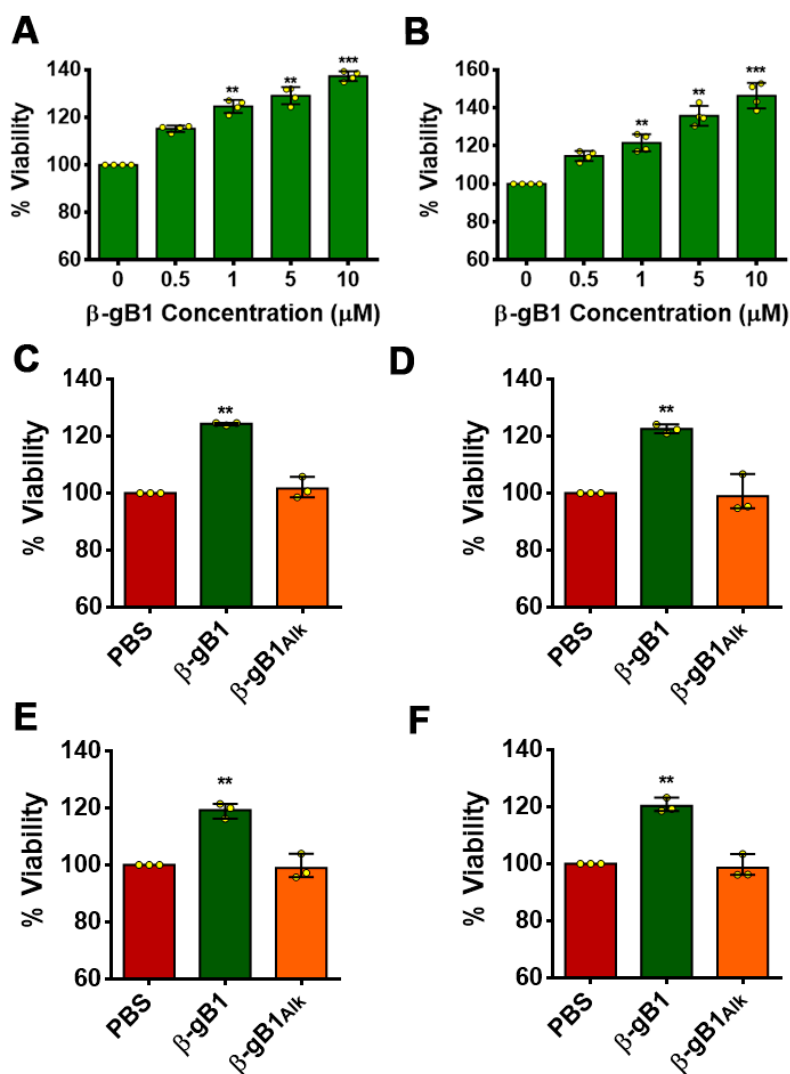 A
B
% Viability
140
120
100
80
60
**
**
***
0 0.5 1 5 10
β-gB1 Concentration (μM)
% Viability
160
140
120
100
80
60
**
**
***
0 0.5 1 5 10
β-gB1 Concentration (μM)
C
D
% Viability
140
120
100
80
60
**
PBS
β-gB1
β-gB1Alk
% Viability
140
120
100
80
60
**
PBS
β-gB1
β-gB1Alk
E
F
% Viability
140
120
100
80
60
**
PBS
β-gB1
β-gB1Alk
% Viability
140
120
100
80
60
**
PBS
β-gB1
β-gB1Alk